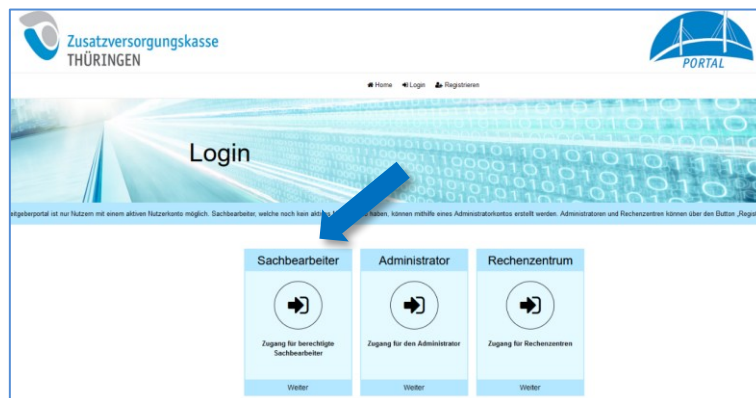 Zusatzversorgungskasse
THÜRINGEN
PORTAL
Home Login Registrieren
Login
eitgeberportal ist nur Nutzern mit einem aktiven Nutzerkonto möglich. Sachbearbeiter, welche noch kein haben, können mithilfe eines Administratorkontos erstellt werden. Administratoren und Rechenzentren können über den Button „Regis
Sachbearbeiter Administrator Rechenzentrum
Zugang für berechtigte Sachbearbeiter
Zugang für den Administrator
Zugang für Rechenzentren
Weiter Weiter Weiter